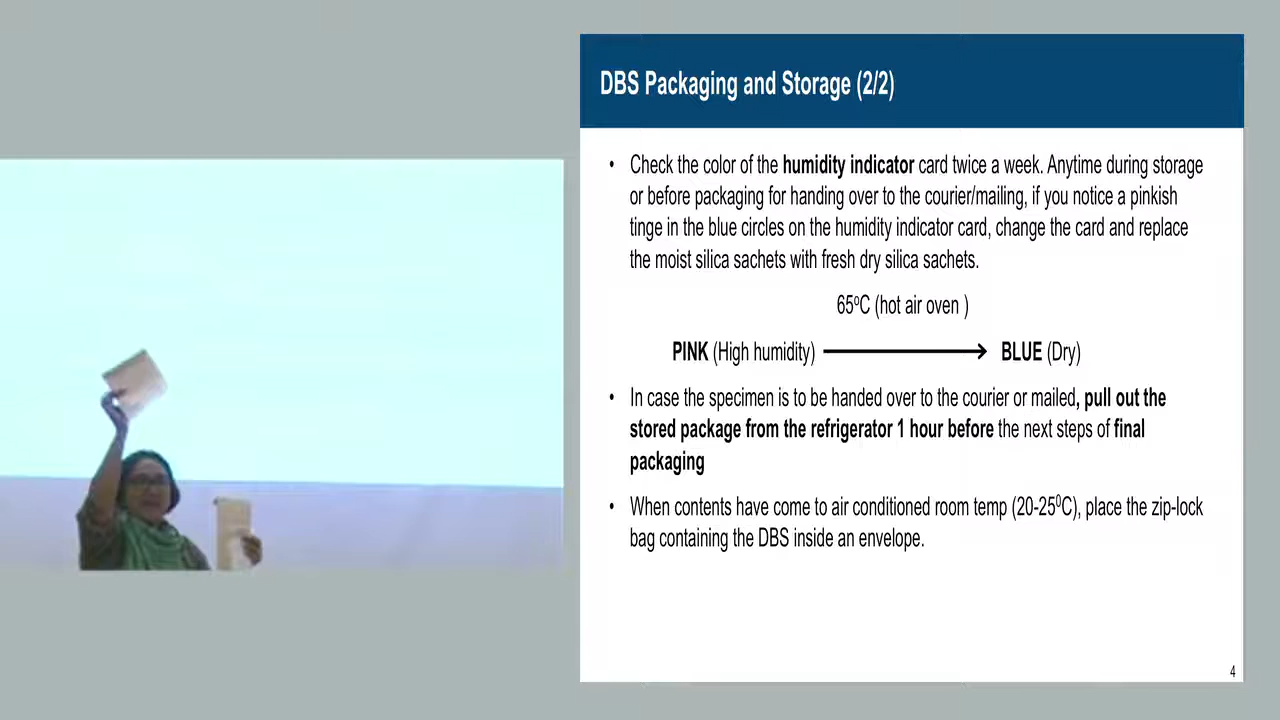 DBS Packaging and Storage (2/2)
• Check the color of the humidity indicator card twice a week. Anytime during storage
or before packaging for handing over to the courier/mailing, if you notice a pinkish
tinge in the blue circles on the humidity indicator card, change the card and replace
the moist silica sachets with fresh dry silica sachets.
65⁰C (hot air oven )
PINK (High humidity) → BLUE (Dry)
• In case the specimen is to be handed over to the courier or mailed, pull out the
stored package from the refrigerator 1 hour before the next steps of final
packaging
• When contents have come to air conditioned room temp (20-25⁰C), place the zip-lock
bag containing the DBS inside an envelope.
4